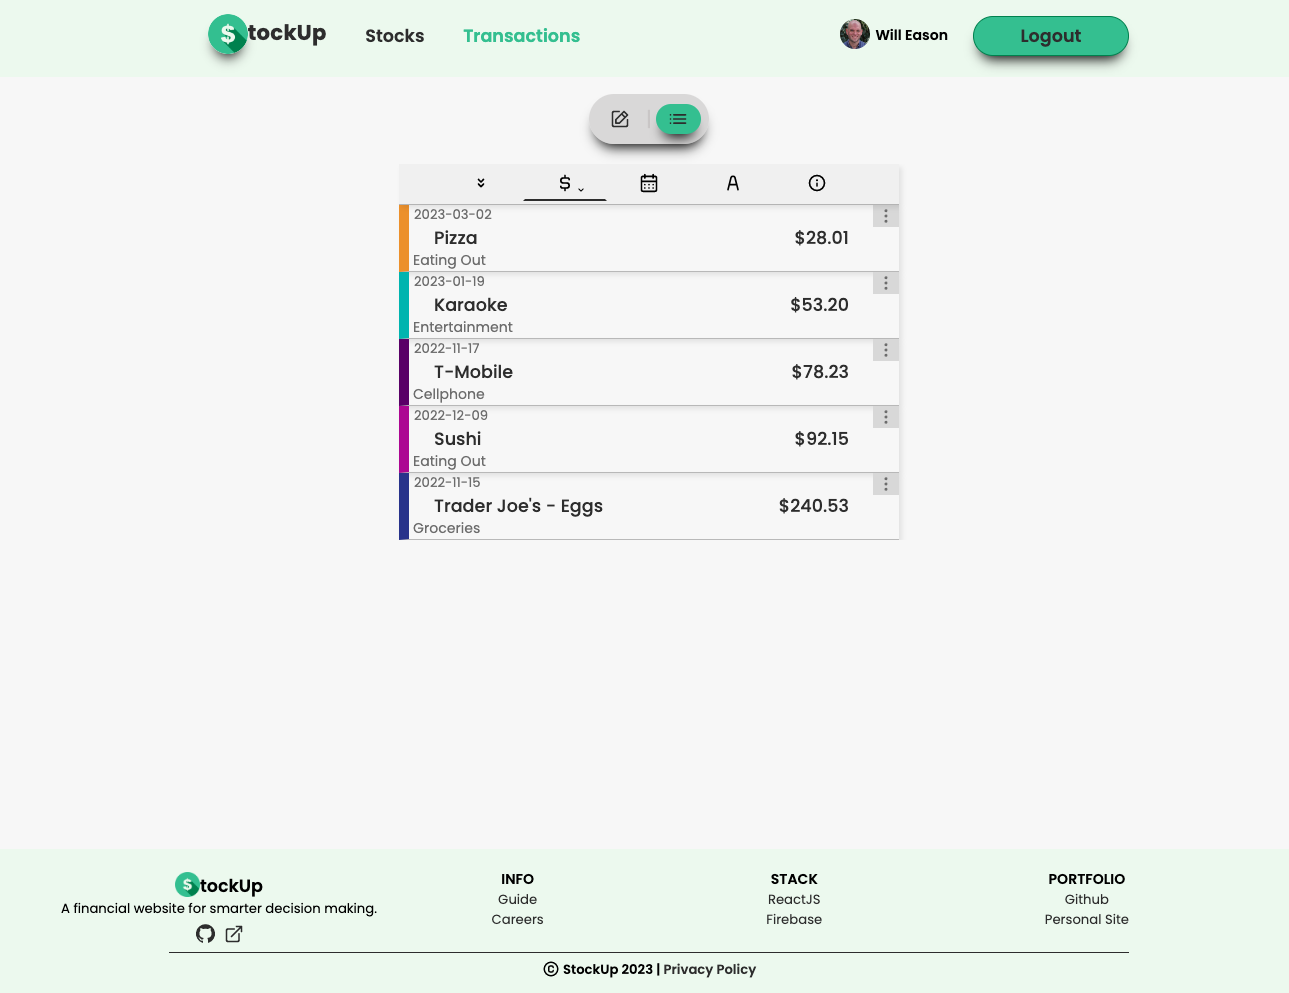 $tockUp
Stocks
Transactions
Will Eason
Logout
$
A
2023-03-02
Pizza
$28.01
Eating Out
2023-01-19
Karaoke
$53.20
Entertainment
2022-11-17
T-Mobile
$78.23
Cellphone
2022-12-09
Sushi
$92.15
Eating Out
2022-11-15
Trader Joe's - Eggs
$240.53
Groceries
$tockUp
A financial website for smarter decision making.
INFO
Guide
Careers
STACK
ReactJS
Firebase
PORTFOLIO
Github
Personal Site
© StockUp 2023 | Privacy Policy